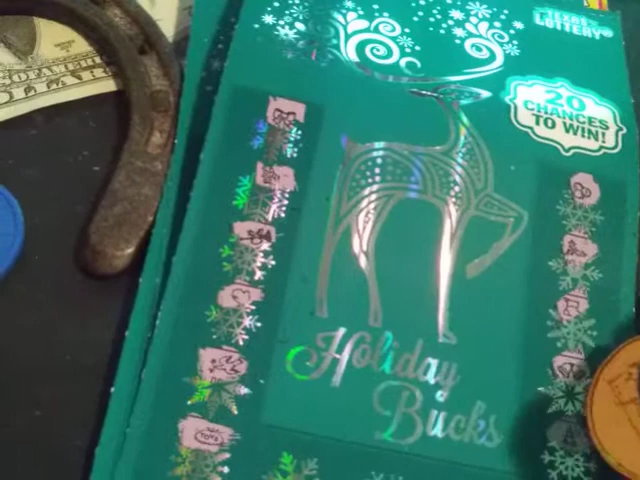 TEXAS
LOTTERY®
20
CHANCES
TO WIN!
Holiday
Bucks